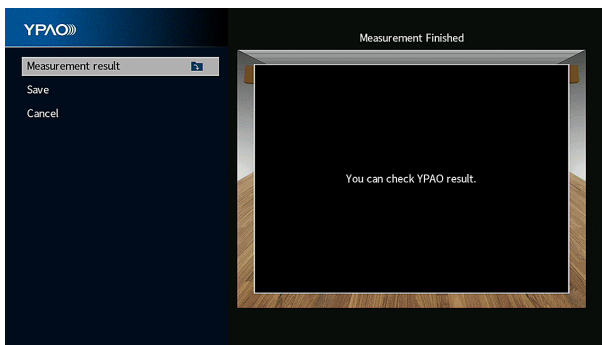 YPAO
Measurement Finished
Measurement result
Save
Cancel
You can check YPAO result.